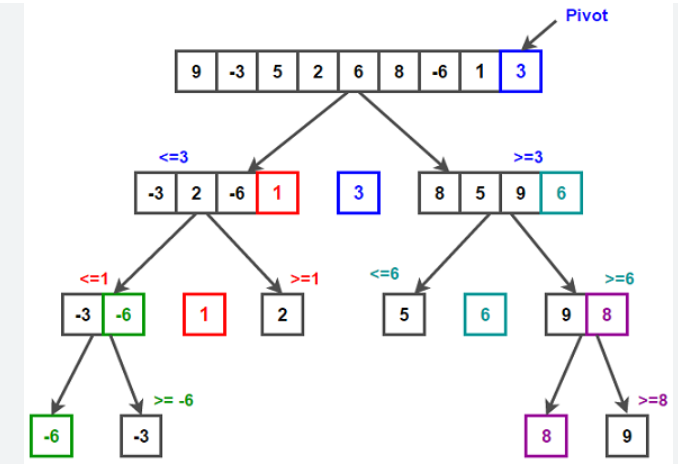 Pivot
9 -3 5 2 6 8 -6 1 3
<=3 >=3
-3 2 -6 1 3 8 5 9 6
<=1 >=1 <=6 >=6
-3 -6 1 2 5 6 9 8
>= -6 >=8
-6 -3 8 9